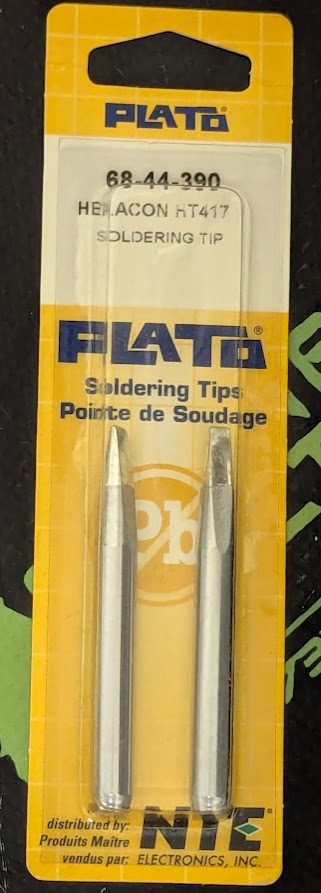 PLATO®
68-44-390
HEXACON HT417
SOLDERING TIP
PLATO®
Soldering Tips
Pointe de Soudage
Pb
distributed by:
Produits Maître
vendus par:
NTE®
ELECTRONICS, INC.